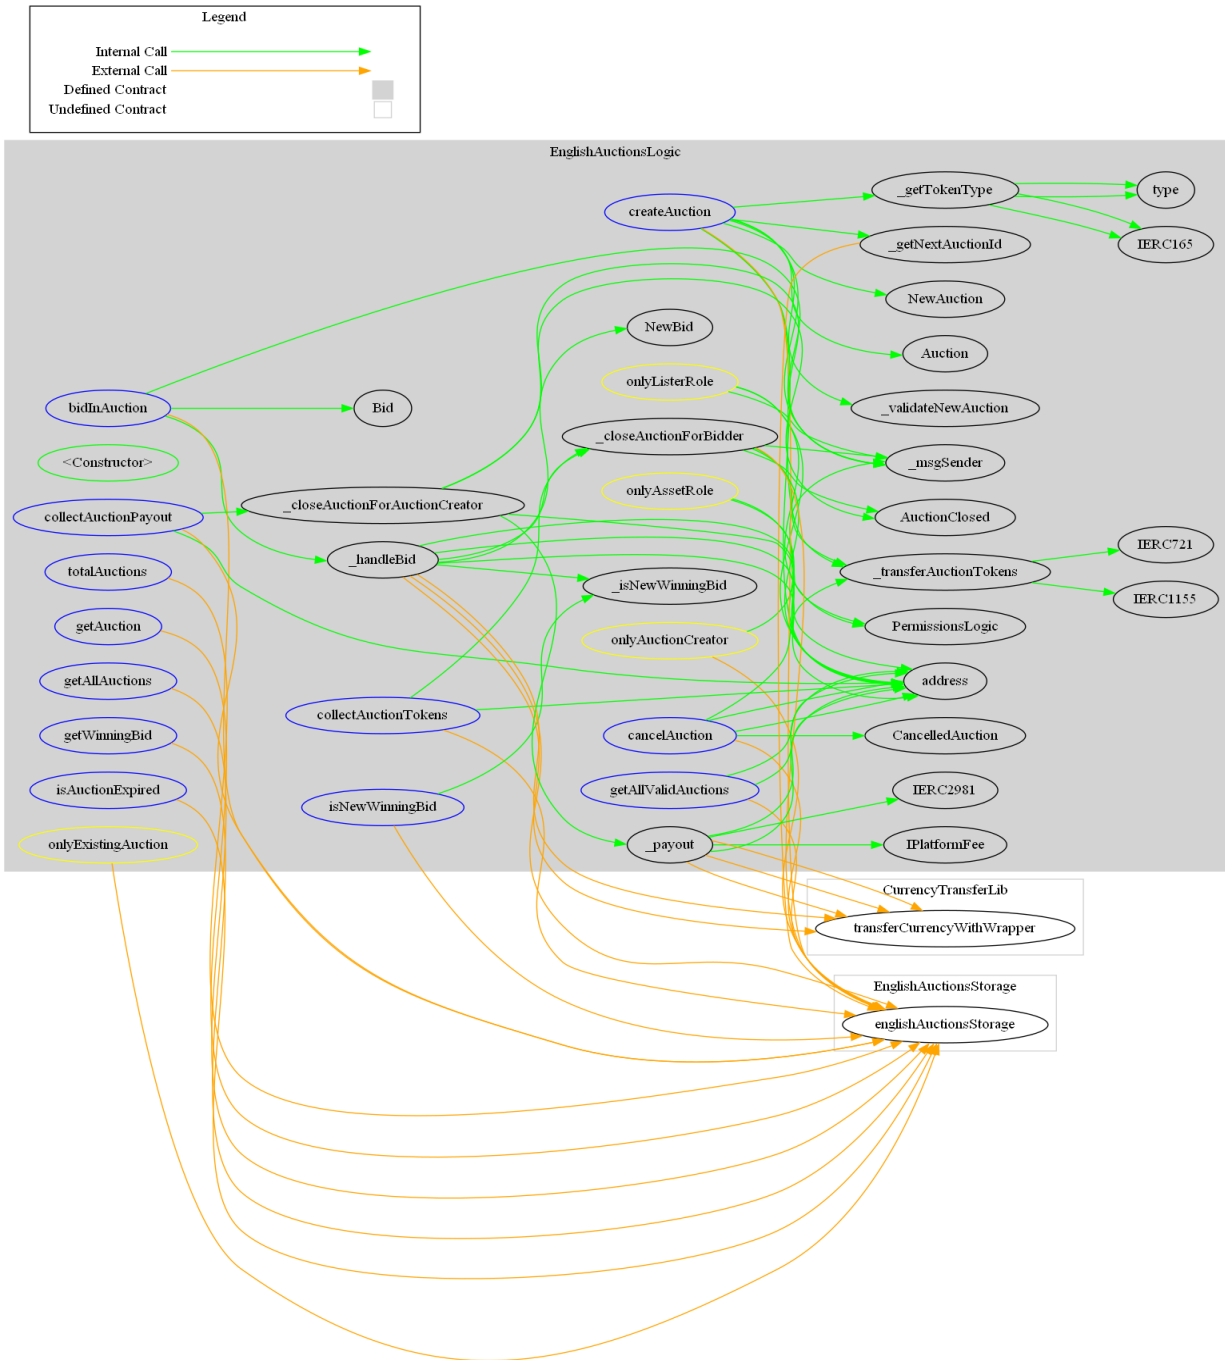 Legend
Internal Call
External Call
Defined Contract
Undefined Contract
EnglishAuctionsLogic
_getTokenType
type
createAuction
_getNextAuctionId
IERC165
NewAuction
NewBid
Auction
onlyListerRole
bidInAuction
Bid
_validateNewAuction
_closeAuctionForBidder
<Constructor>
_msgSender
onlyAssetRole
_closeAuctionForAuctionCreator
collectAuctionPayout
AuctionClosed
IERC721
_handleBid
totalAuctions
_transferAuctionTokens
_isNewWinningBid
IERC1155
getAuction
PermissionsLogic
onlyAuctionCreator
getAllAuctions
address
collectAuctionTokens
getWinningBid
cancelAuction
CancelledAuction
isAuctionExpired
getAllValidAuctions
IERC2981
isNewWinningBid
onlyExistingAuction
_payout
IPlatformFee
CurrencyTransferLib
transferCurrencyWithWrapper
EnglishAuctionsStorage
englishAuctionsStorage